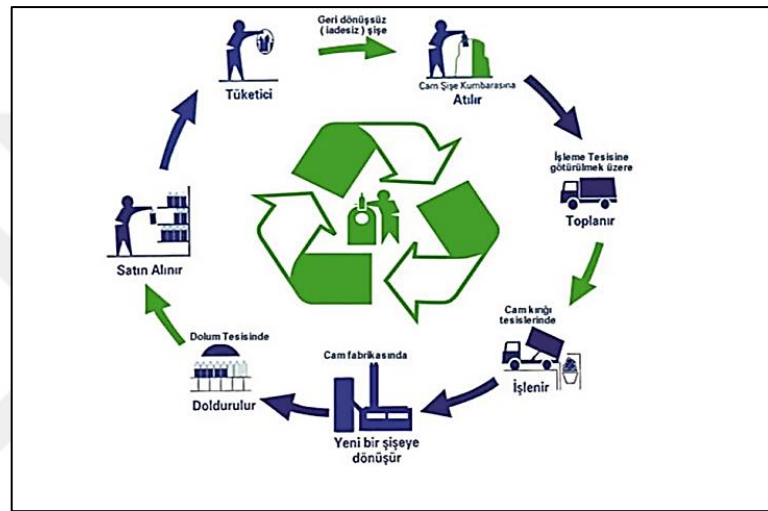 Geri dönüşsüz
( iadesiz ) şişe
Tüketici
Cam Şişe Kumbarasına
Atılır
İşleme Tesisine
götürülmek üzere
Toplanır
Cam kırığı
tesislerinde
İşlenir
Cam fabrikasında
Yeni bir şişeye
dönüşür
Dolum Tesisinde
Doldurulur
Satın Alınır